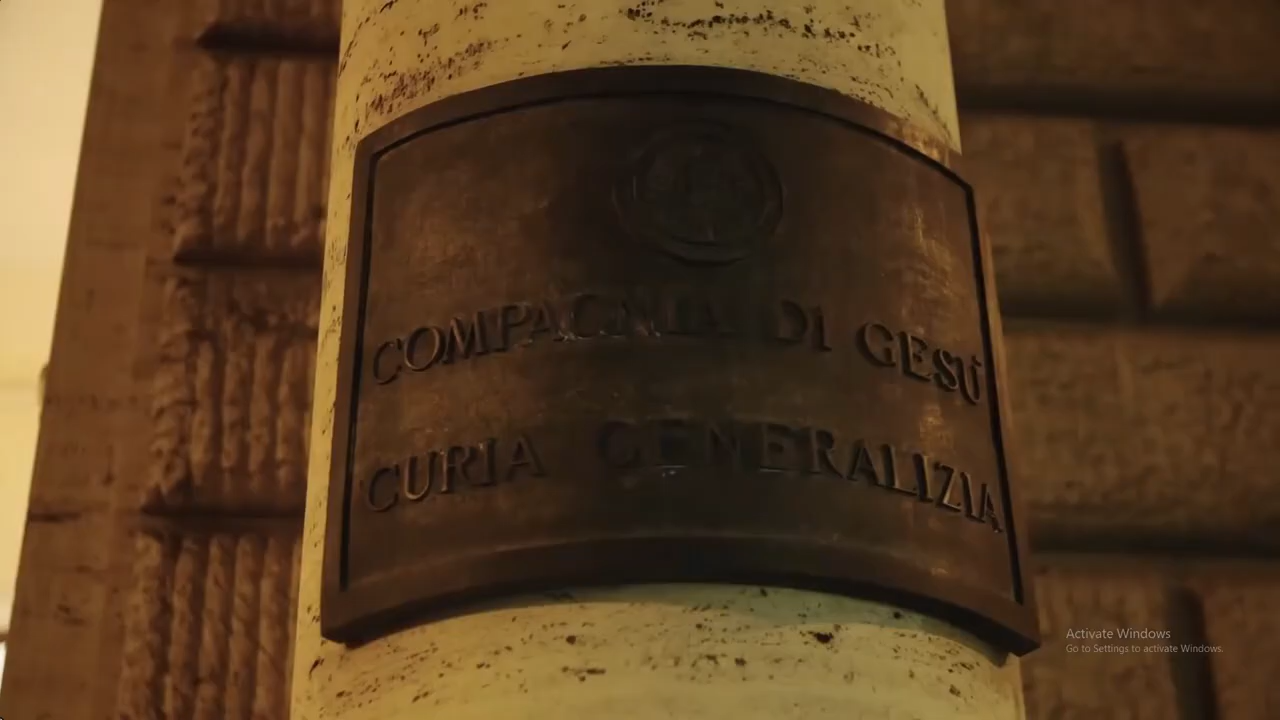 COMPAGNIA DI GESÙ
CURIA GENERALIZIA
Activate Windows
Go to Settings to activate Windows.